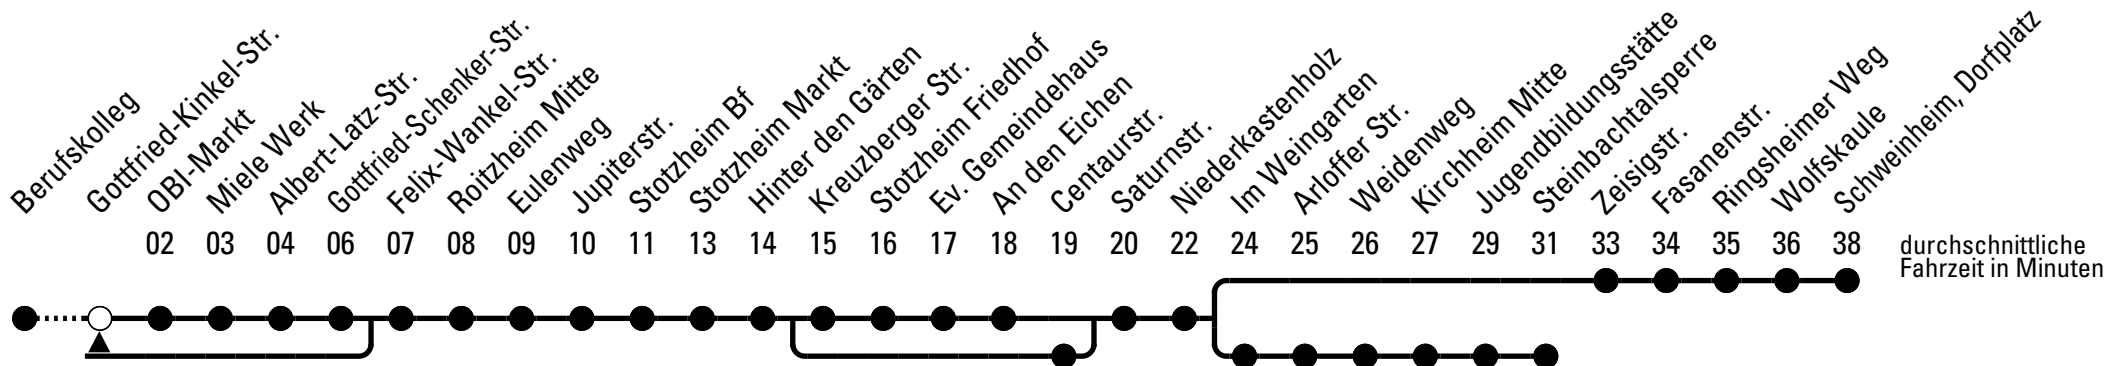 Berufskolleg
Gottfried-Kinkel-Str.
OBI-Markt
Miele Werk
Albert-Latz-Str.
Gottfried-Schenker-Str.
Felix-Wankel-Str.
Roitzheim Mitte
Eulenweg
Jupiterstr.
Stotzheim Bf
Stotzheim Markt
Hinter den Gärten
Kreuzberger Str.
Stotzheim Friedhof
Ev. Gemeindehaus
An den Eichen
Centaurstr.
Saturnstr.
Niederkastenholz
Im Weingarten
Arloffer Str.
Weidenweg
Kirchheim Mitte
Jugendbildungsstätte
Steinbachtalsperre
Zeisigstr.
Fasanenstr.
Ringsheimer Weg
Wolfskaule
Schweinheim, Dorfplatz
02 03 04 06 07 08 09 10 11 13 14 15 16 17 18 19 20 22 24 25 26 27 29 31 33 34 35 36 38
durchschnittliche
Fahrzeit in Minuten